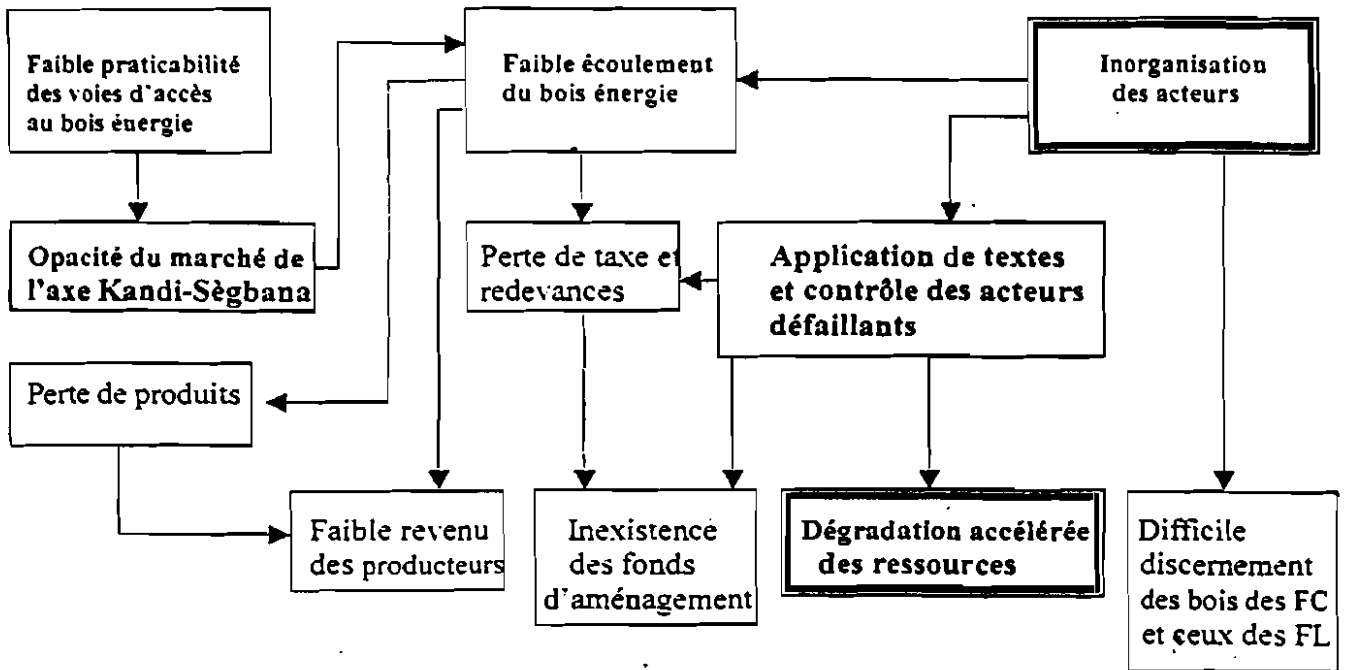 Faible praticabilité
des voies d'accès
au bois énergie
Faible écoulement
du bois énergie
Inorganisation
des acteurs
Opacité du marché de
l'axe Kandi-Sègbana
Perte de taxe et
redevances
Application de textes
et contrôle des acteurs
défaillants
Perte de produits
Faible revenu
des producteurs
Inexistence
des fonds
d'aménagement
Dégradation accélérée
des ressources
Difficile
discernement
des bois des FC
et ceux des FL